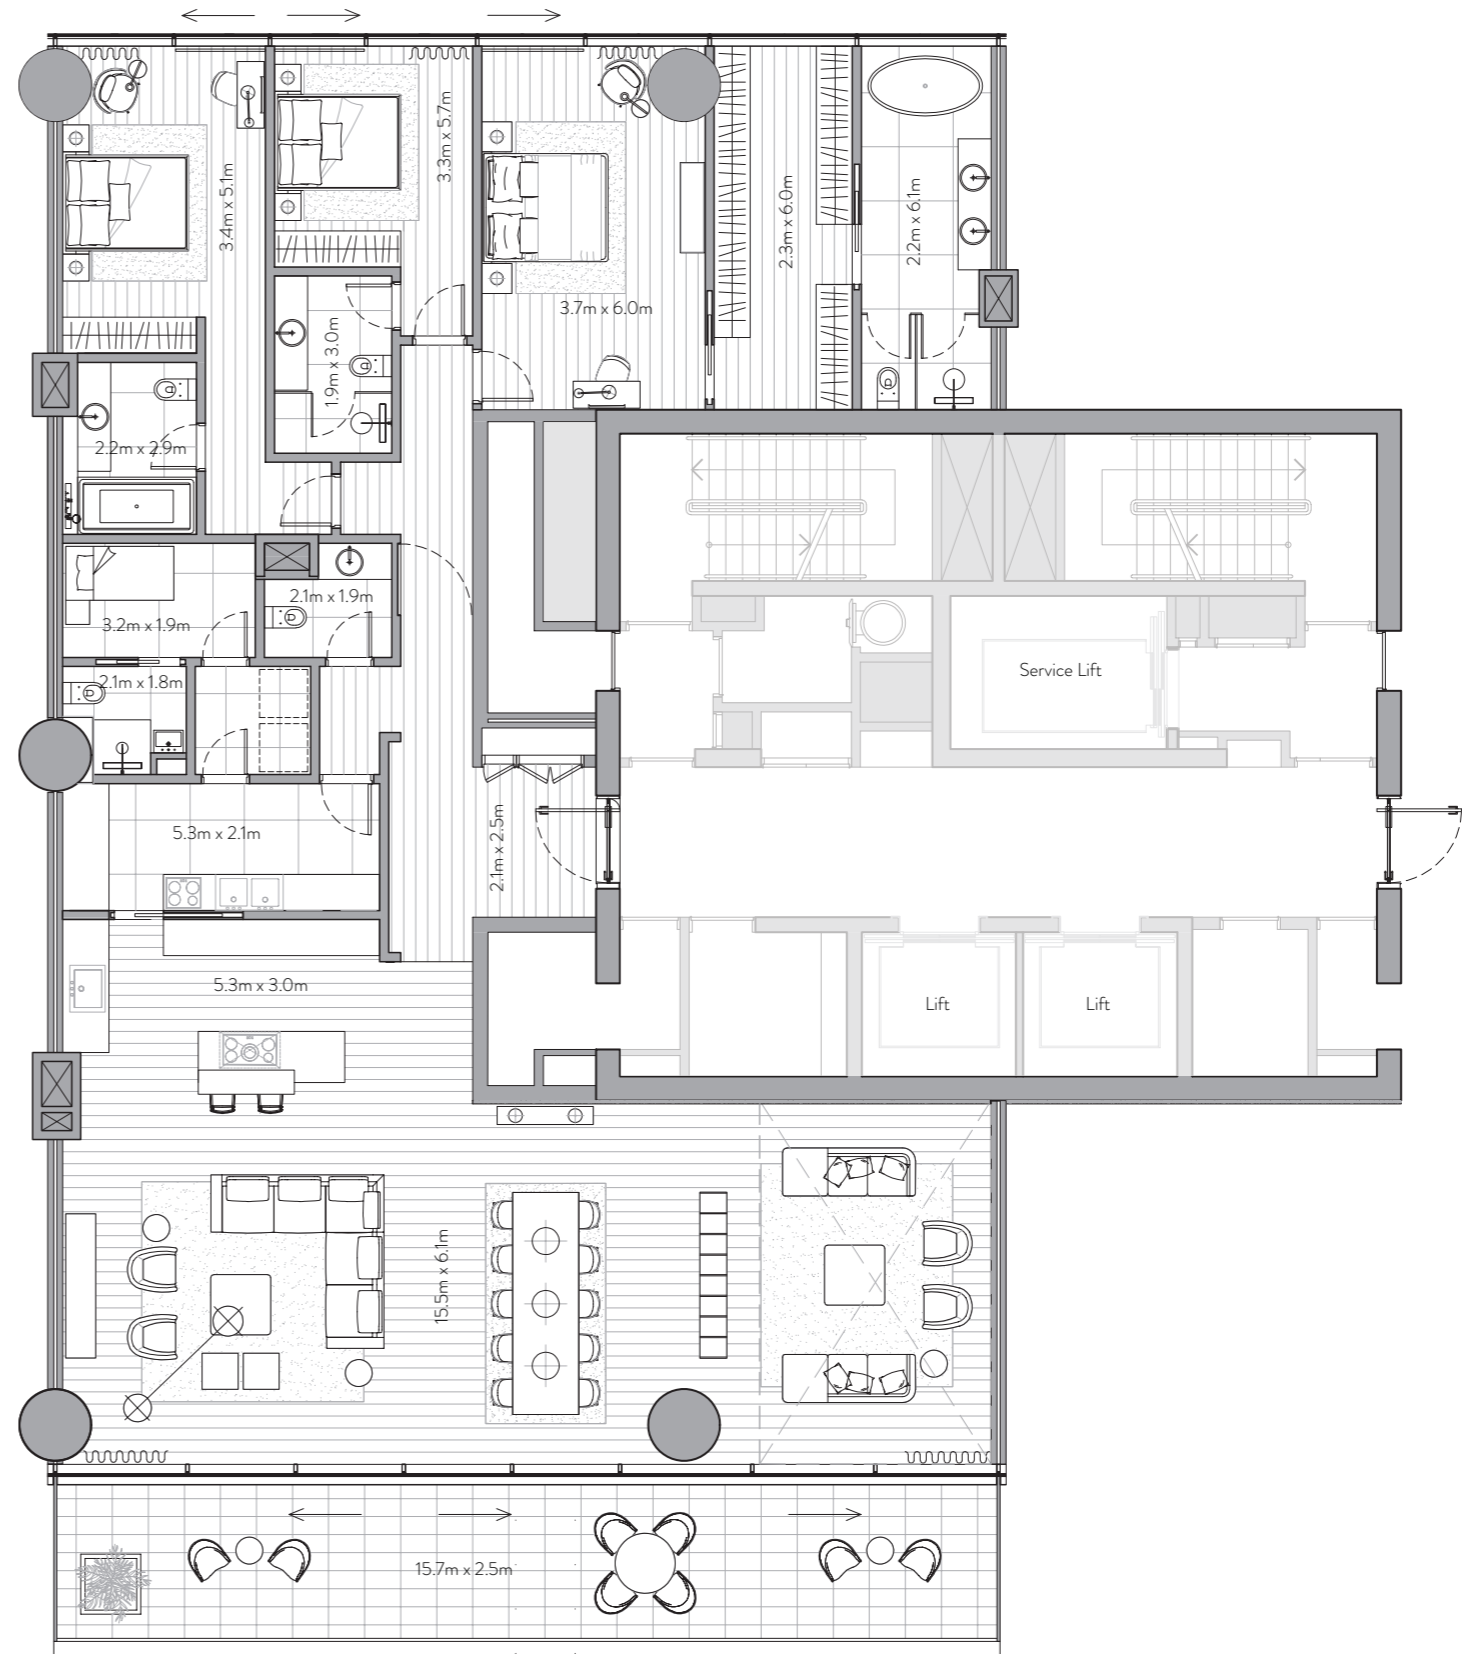 3.3m x 5.7m
3.4m x 5.1m
2.3m x 6.0m
2.2m x 6.1m
3.7m x 6.0m
1.9m x 3.0m
2.2m x 2.9m
2.1m x 1.9m
3.2m x 1.9m
2.1m x 1.8m
Service Lift
5.3m x 2.1m
2.1m x 2.5m
5.3m x 3.0m
Lift
Lift
15.5m x 6.1m
15.7m x 2.5m